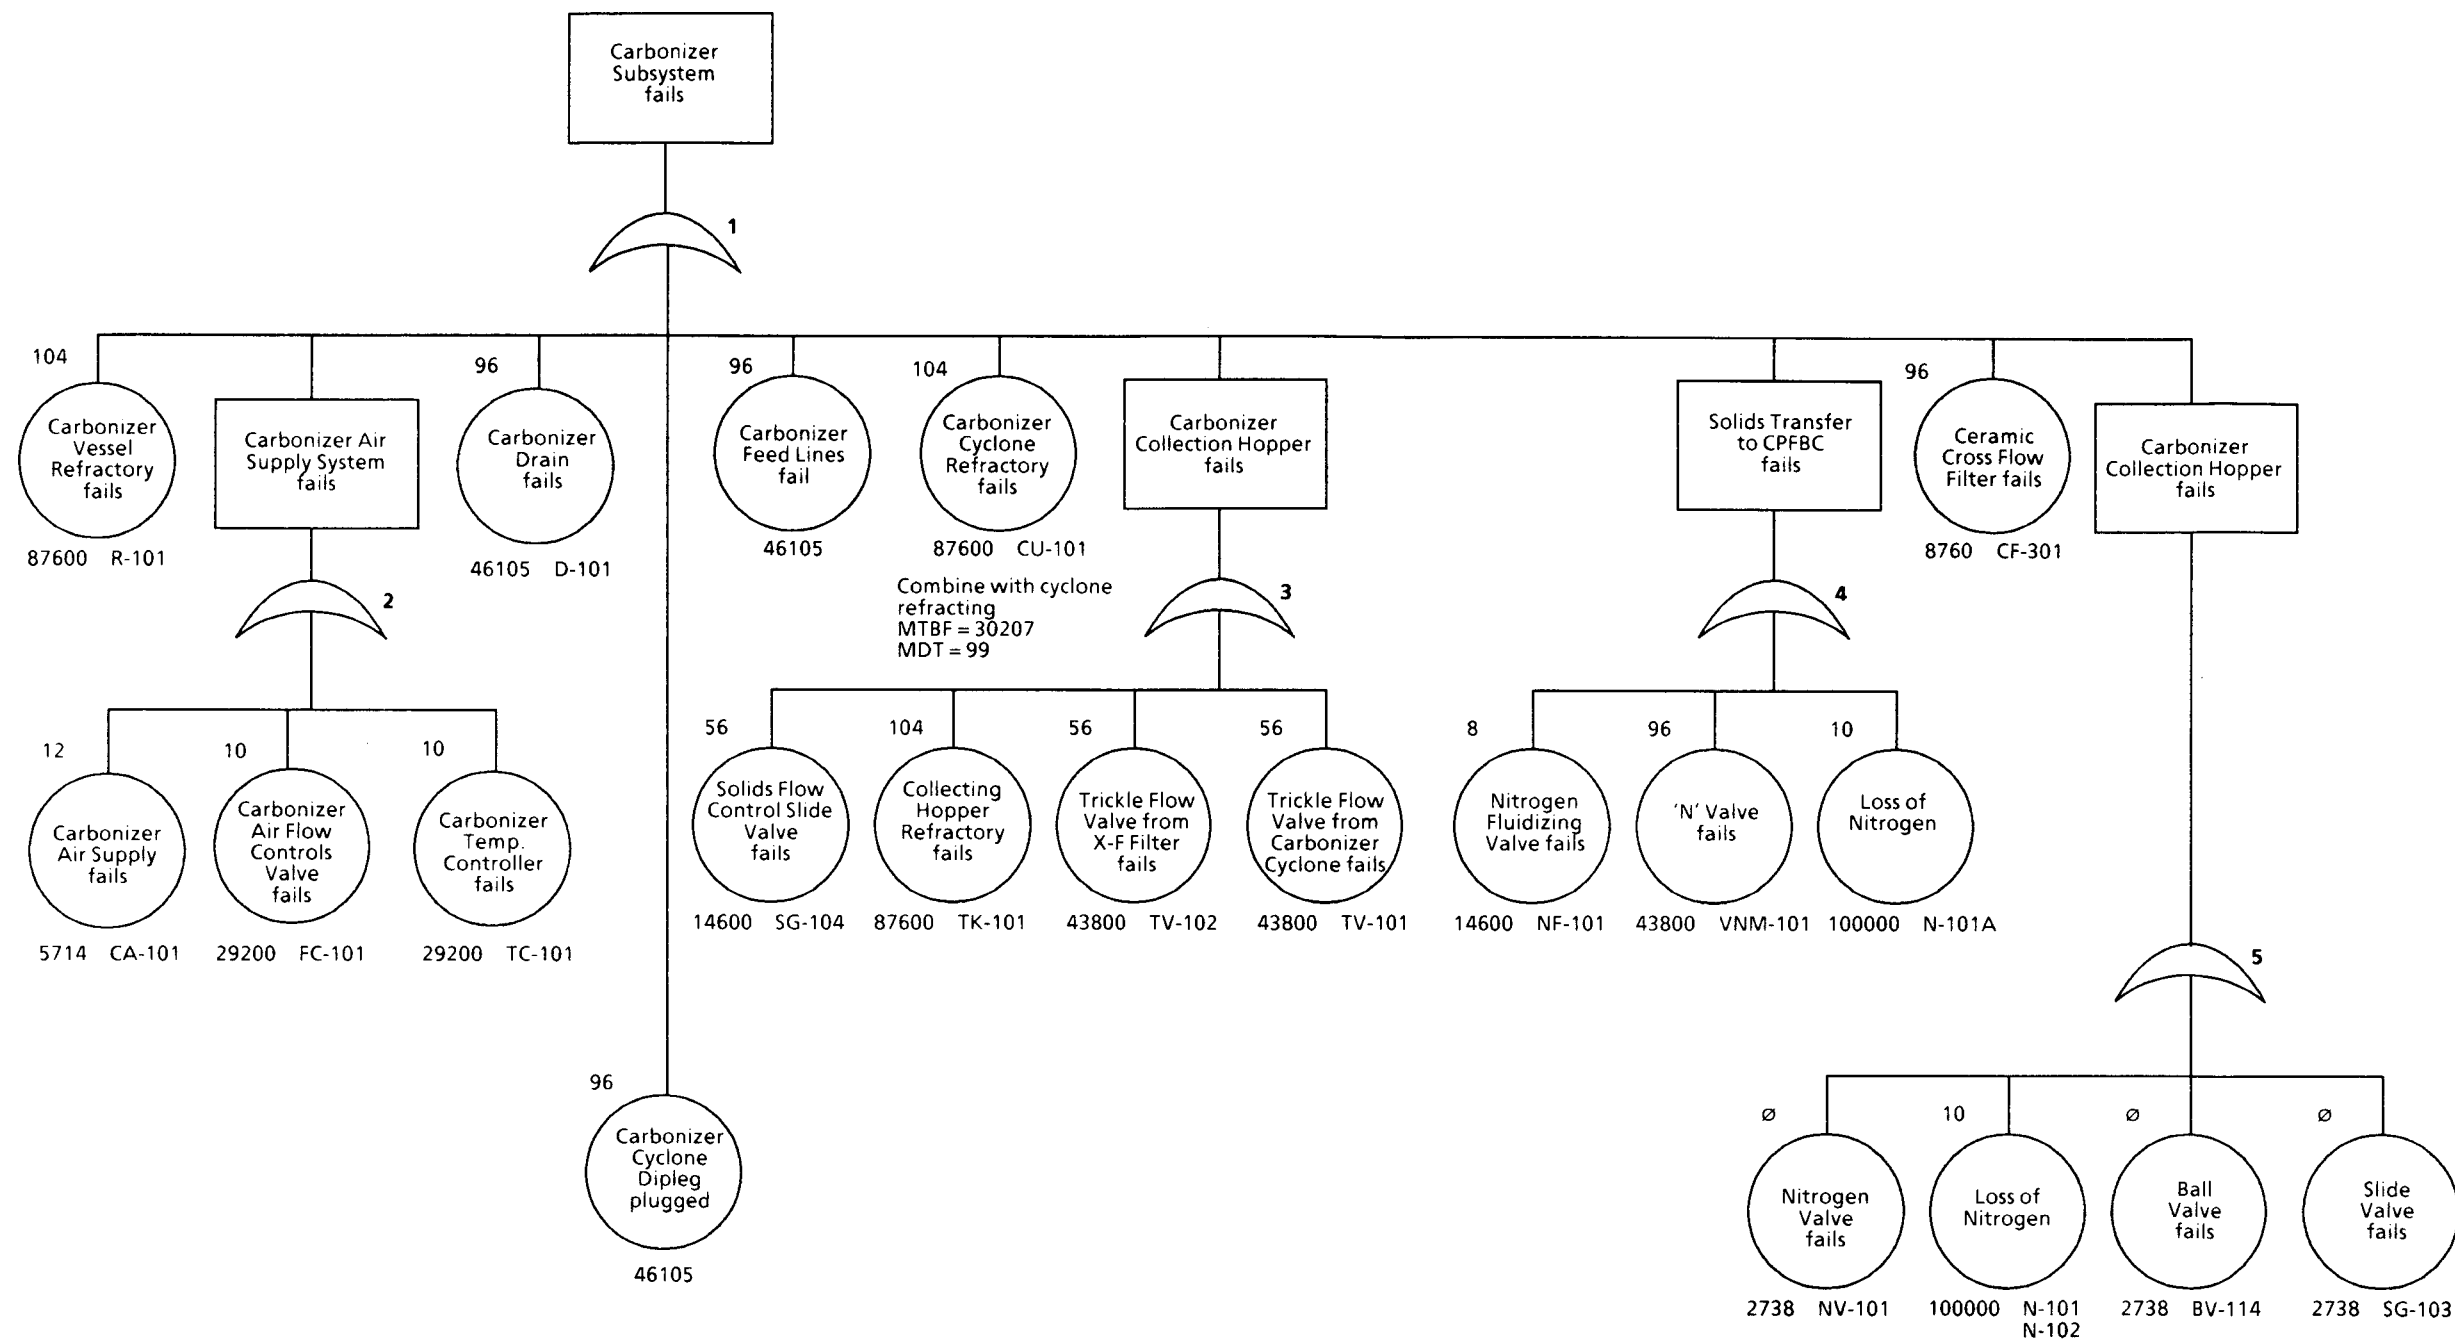 Carbonizer
Subsystem
fails
1
104
Carbonizer
Vessel
Refractory
fails
87600 R-101
Carbonizer Air
Supply System
fails
2
96
Carbonizer
Drain
fails
46105 D-101
96
Carbonizer
Feed Lines
fail
46105
104
Carbonizer
Cyclone
Refractory
fails
87600 CU-101
Combine with cyclone
refracting
MTBF = 30207
MDT = 99
Carbonizer
Collection Hopper
fails
3
Solids Transfer
to CPFBC
fails
4
96
Ceramic
Cross Flow
Filter fails
8760 CF-301
Carbonizer
Collection Hopper
fails
5
12
Carbonizer
Air Supply
fails
5714 CA-101
10
Carbonizer
Air Flow
Controls
Valve
fails
29200 FC-101
10
Carbonizer
Temp.
Controller
fails
29200 TC-101
56
Solids Flow
Control Slide
Valve
fails
14600 SG-104
104
Collecting
Hopper
Refractory
fails
87600 TK-101
56
Trickle Flow
Valve from
X-F Filter
fails
43800 TV-102
56
Trickle Flow
Valve from
Carbonizer
Cyclone fails
43800 TV-101
8
Nitrogen
Fluidizing
Valve fails
14600 NF-101
96
‘N’ Valve
fails
43800 VNM-101
10
Loss of
Nitrogen
100000 N-101A
96
Carbonizer
Cyclone
Dipleg
plugged
46105
Ø
Nitrogen
Valve
fails
2738 NV-101
10
Loss of
Nitrogen
100000 N-101
N-102
Ø
Ball
Valve
fails
2738 BV-114
Ø
Slide
Valve
fails
2738 SG-103